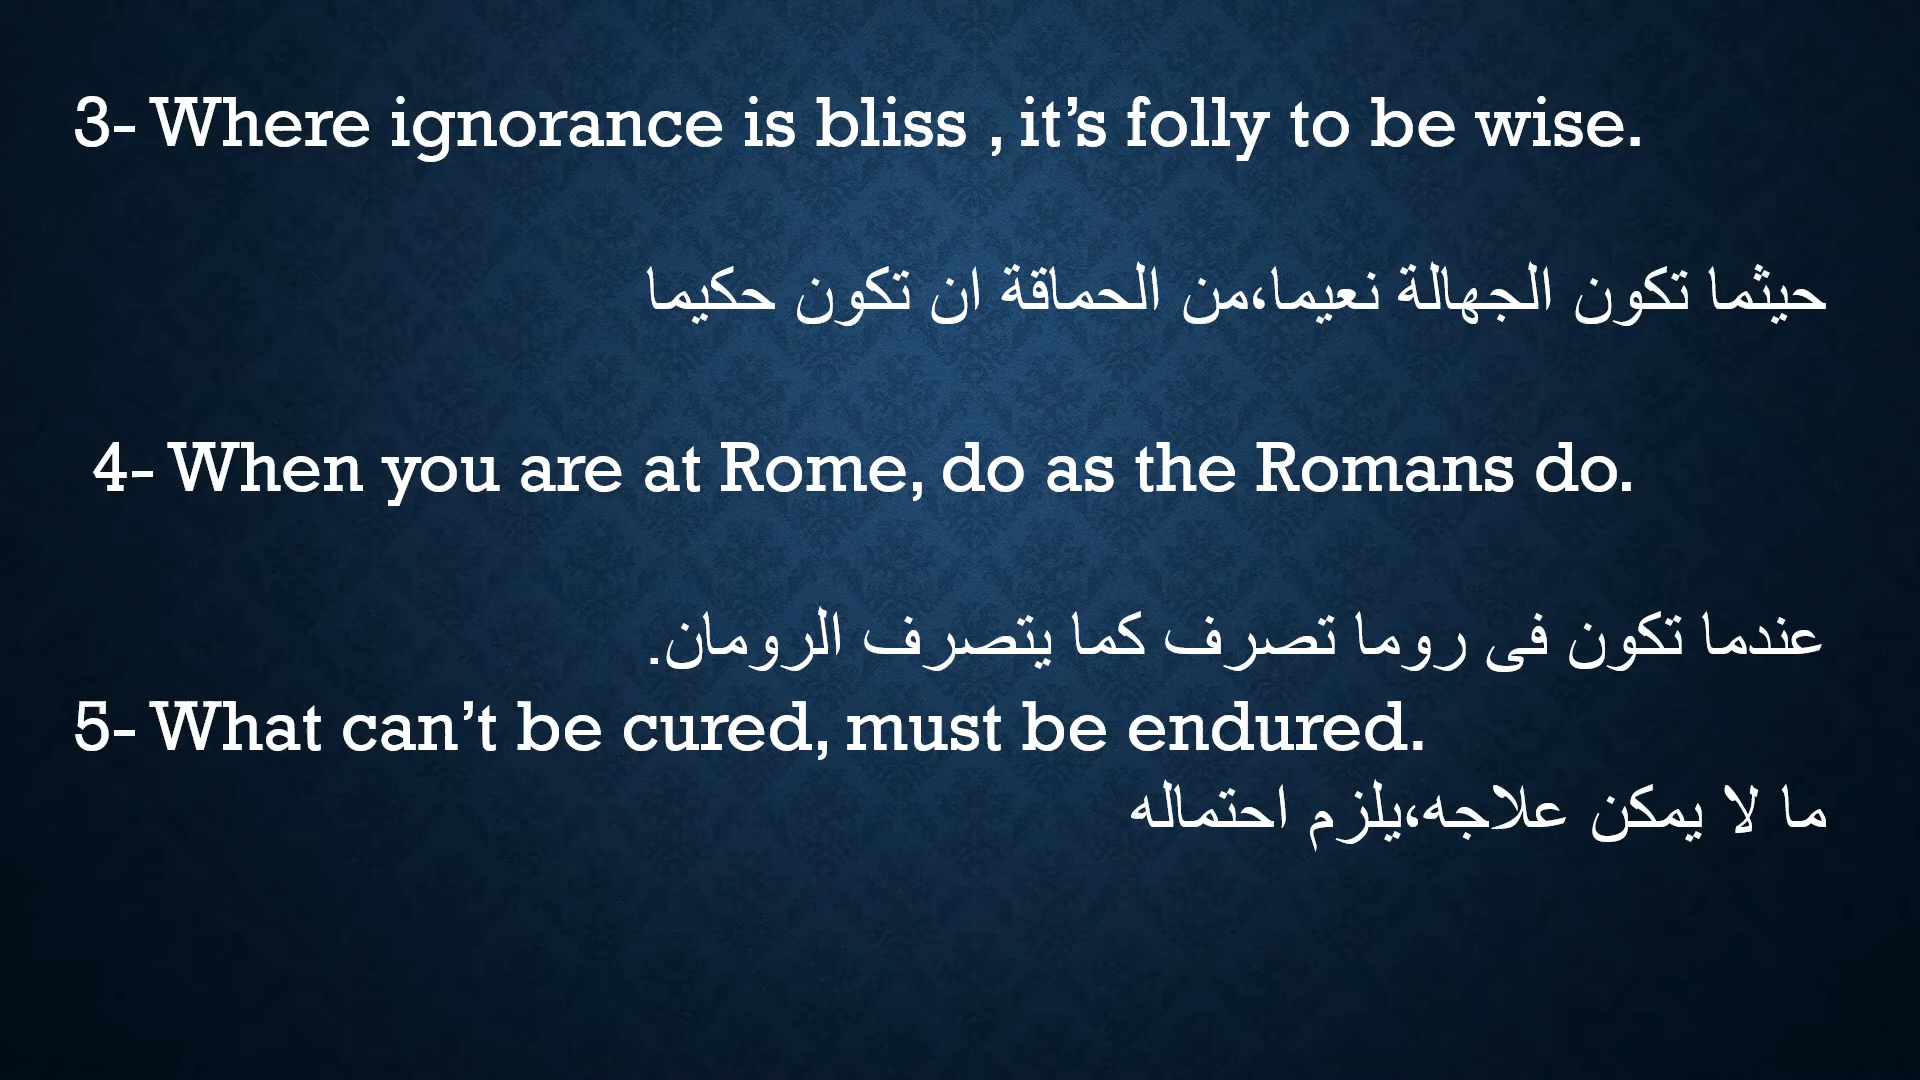 3- Where ignorance is bliss , it’s folly to be wise.
حيثما تكون الجهالة نعيما،من الحماقة ان تكون حكيما
4- When you are at Rome, do as the Romans do.
عندما تكون فى روما تصرف كما يتصرف الرومان.
5- What can’t be cured, must be endured.
ما لا يمكن علاجه،يلزم احتماله